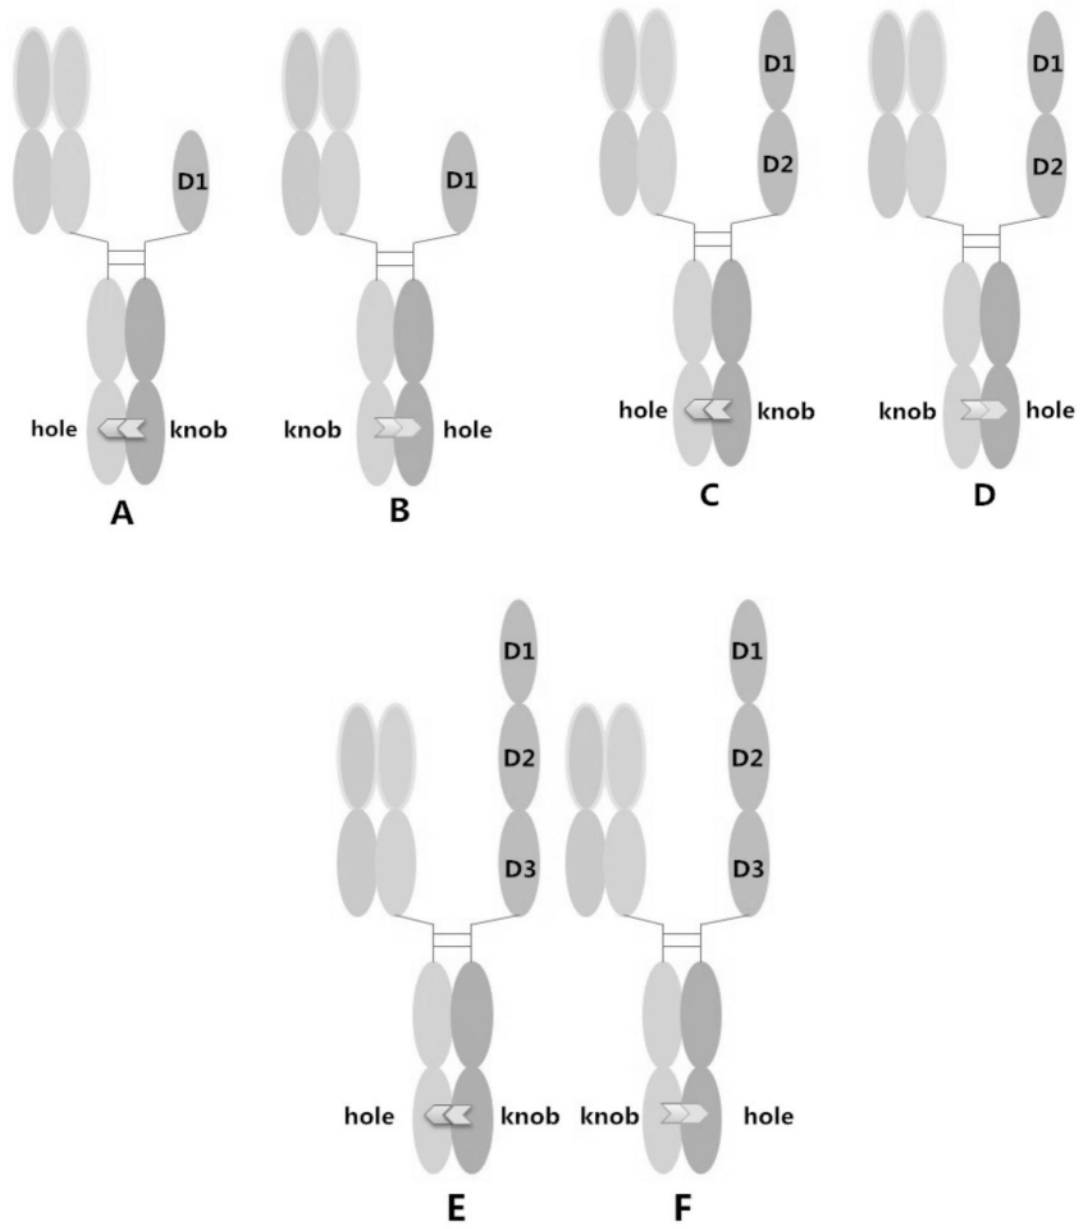 D1 D1
D2 D2
D1 D1
hole knob knob hole hole knob knob hole
A B C D
D1 D1
D2 D2
D3 D3
hole knob knob hole
E F